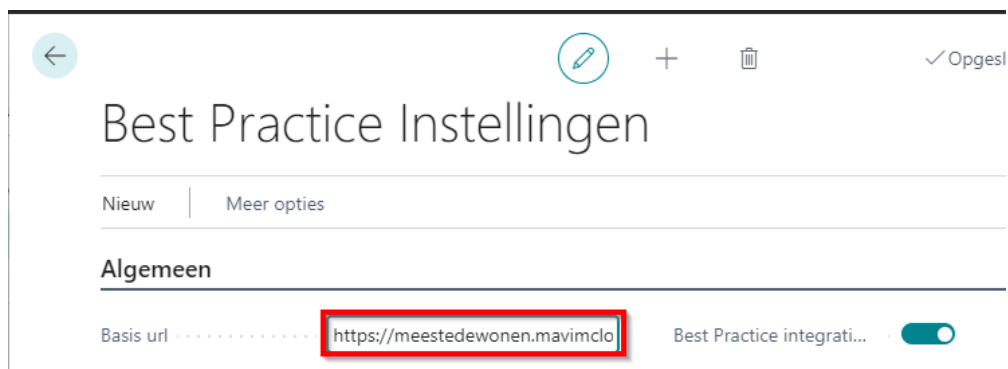 Opgesl
Best Practice Instellingen
Nieuw Meer opties
Algemeen
Basis url https://meestedewonen.mavimclo Best Practice integrati...